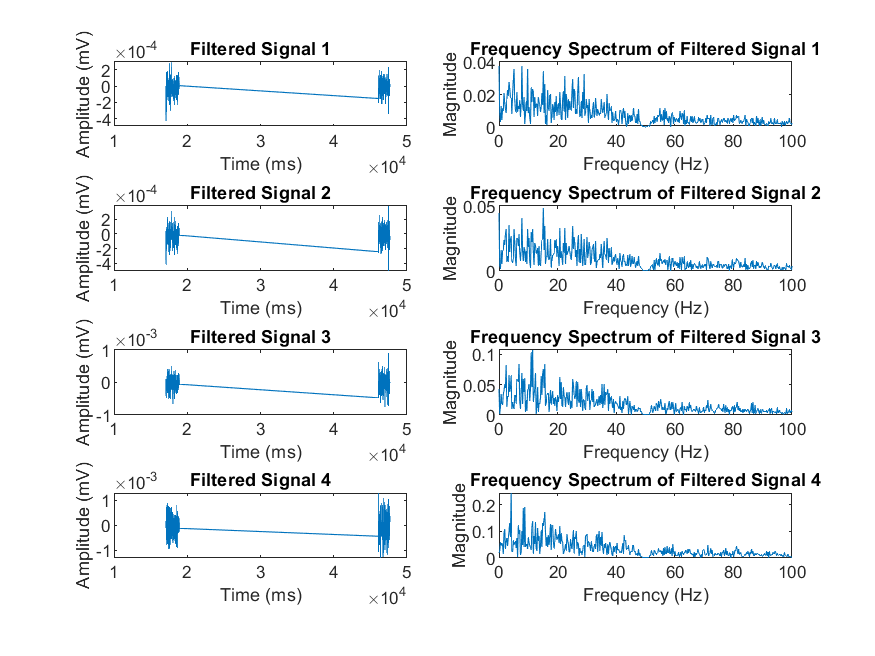 Filtered Signal 1
×10-4
Amplitude (mV)
2
0
-2
-4
1 2 3 4 5
Time (ms)
×104
Frequency Spectrum of Filtered Signal 1
Magnitude
0.04
0.02
0
0 20 40 60 80 100
Frequency (Hz)
Filtered Signal 2
×10-4
Amplitude (mV)
2
0
-2
-4
1 2 3 4 5
Time (ms)
×104
Frequency Spectrum of Filtered Signal 2
Magnitude
0.05
0
0 20 40 60 80 100
Frequency (Hz)
Filtered Signal 3
×10-3
Amplitude (mV)
1
0
-1
1 2 3 4 5
Time (ms)
×104
Frequency Spectrum of Filtered Signal 3
Magnitude
0.1
0.05
0
0 20 40 60 80 100
Frequency (Hz)
Filtered Signal 4
×10-3
Amplitude (mV)
1
0
-1
1 2 3 4 5
Time (ms)
×104
Frequency Spectrum of Filtered Signal 4
Magnitude
0.2
0.1
0
0 20 40 60 80 100
Frequency (Hz)